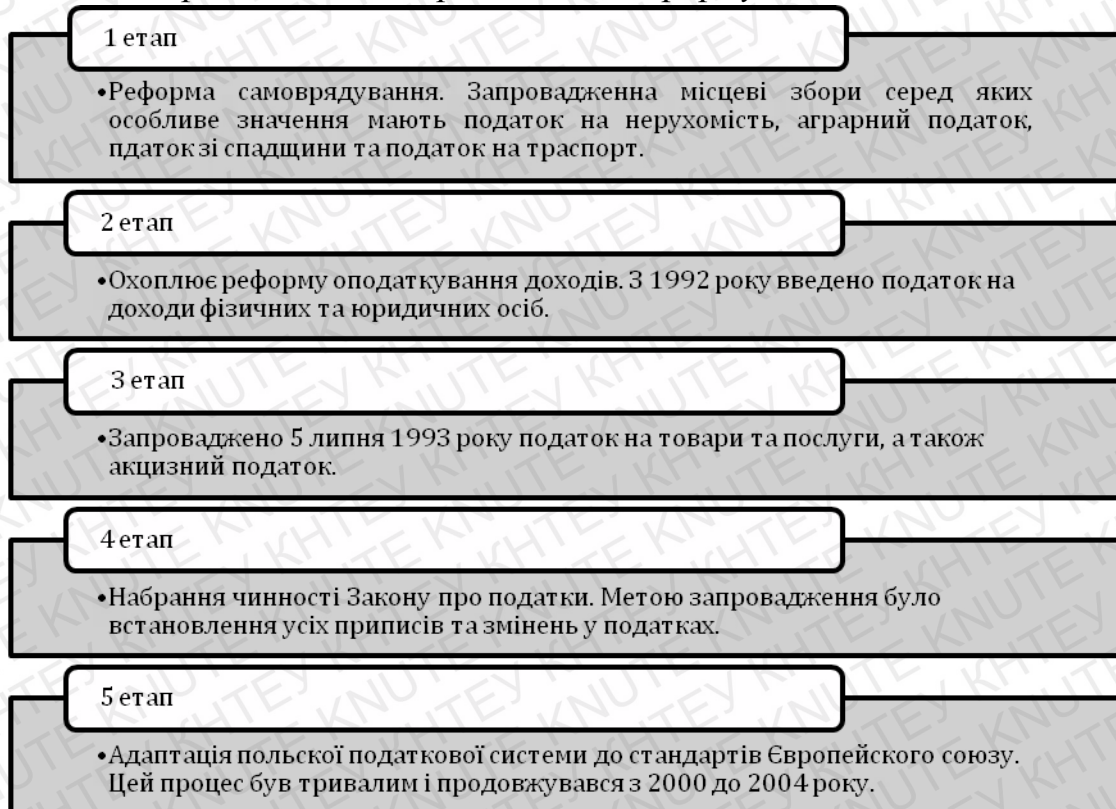 1 етап
•Реформа самоврядування. Запровадженна місцеві збори серед яких
особливе значення мають податок на нерухомість, аграрний податок,
пдаток зі спадщини та податок на траспорт.
2 етап
•Охоплює реформу оподаткування доходів. З 1992 року введено податок на
доходи фізичних та юридичних осіб.
3 етап
•Запроваджено 5 липня 1993 року податок на товари та послуги, а також
акцизний податок.
4 етап
•Набрання чинності Закону про податки. Метою запровадження було
встановлення усіх приписів та змінень у податках.
5 етап
•Адаптація польскої податкової системи до стандартів Європейского союзу.
Цей процес був тривалим і продовжувався з 2000 до 2004 року.